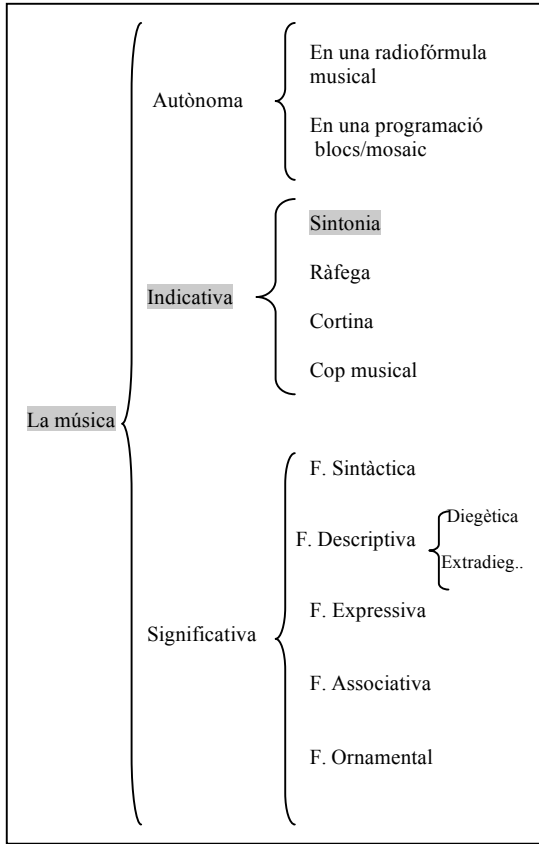 La música
Autònoma
En una radiofórmula
musical
En una programació
blocs/mosaic
Indicativa
Sintonia
Ràfega
Cortina
Cop musical
Significativa
F. Sintàctica
F. Descriptiva
Diegètica
Extradieg..
F. Expressiva
F. Associativa
F. Ornamental